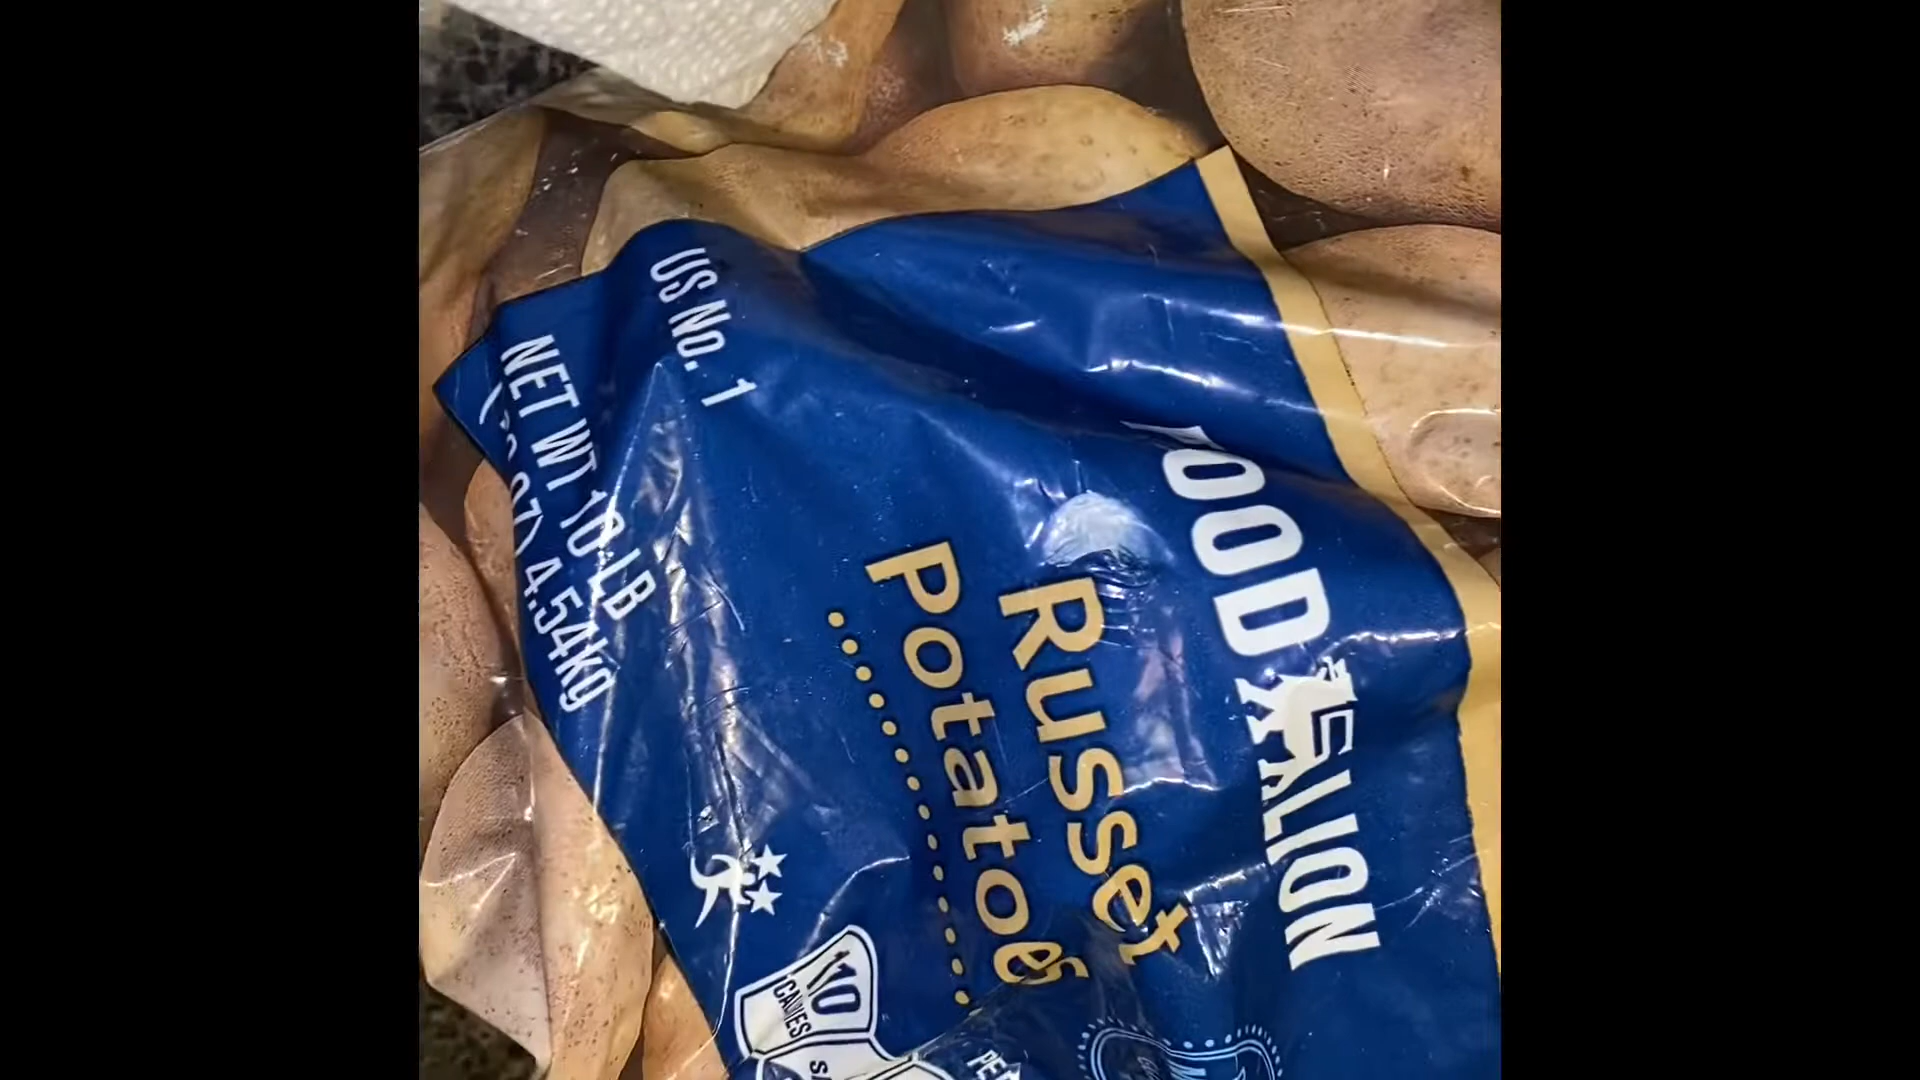 FOOD LION
Russet
Potatoes
US No. 1
NET WT 10 LB
4.54KG
110
CALORIES